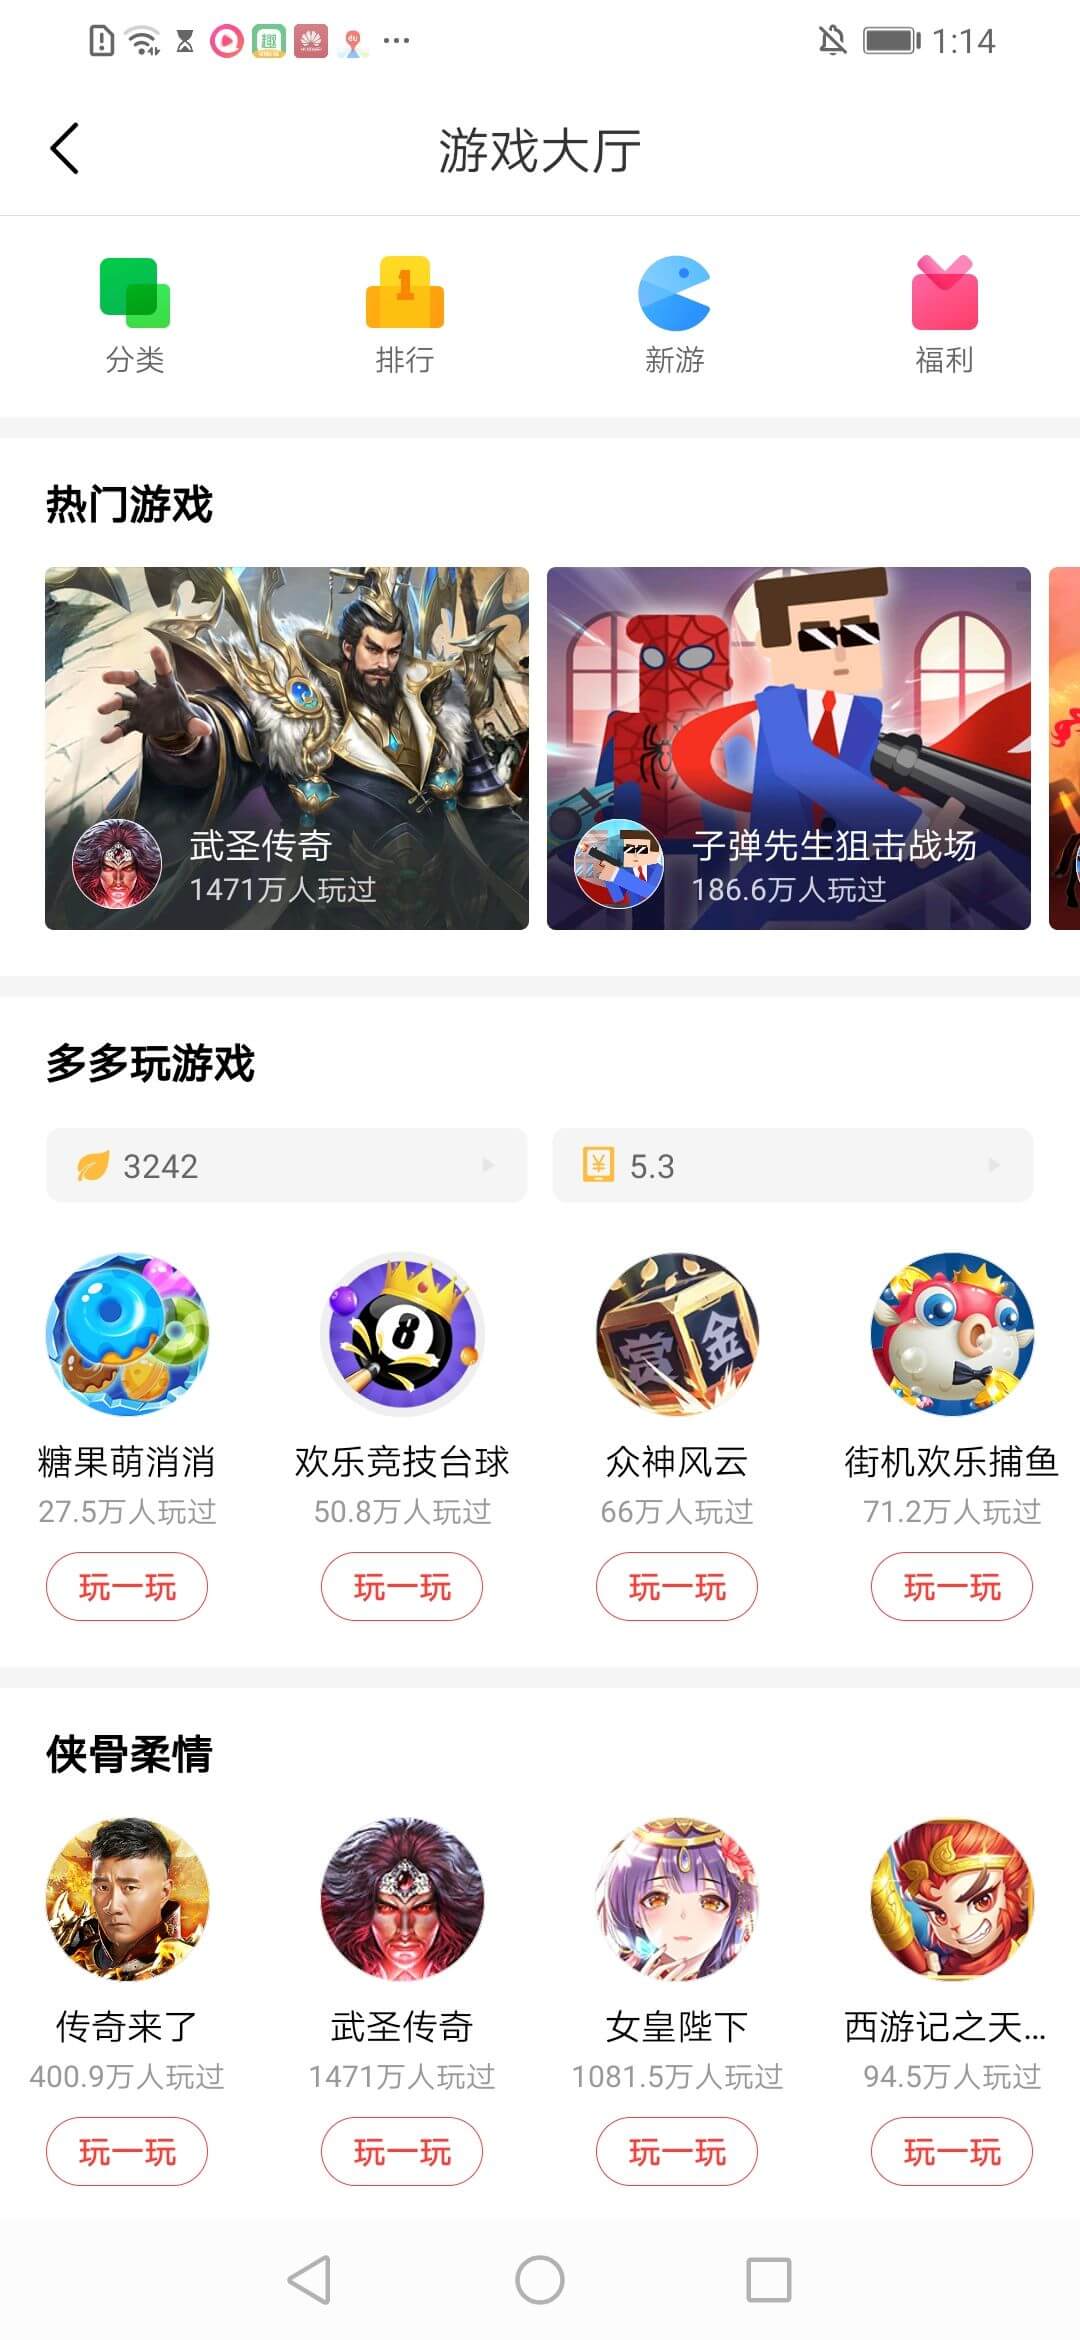 1:14
游戏大厅
1
分类
排行
新游
福利
热门游戏
武圣传奇
1471万人玩过
子弹先生狙击战场
186.6万人玩过
多多玩游戏
3242
¥
5.3
8
赏
金
糖果萌消消
欢乐竞技台球
众神风云
街机欢乐捕鱼
27.5万人玩过
50.8万人玩过
66万人玩过
71.2万人玩过
玩一玩
玩一玩
玩一玩
玩一玩
侠骨柔情
传奇来了
武圣传奇
女皇陛下
西游记之天...
400.9万人玩过
1471万人玩过
1081.5万人玩过
94.5万人玩过
玩一玩
玩一玩
玩一玩
玩一玩